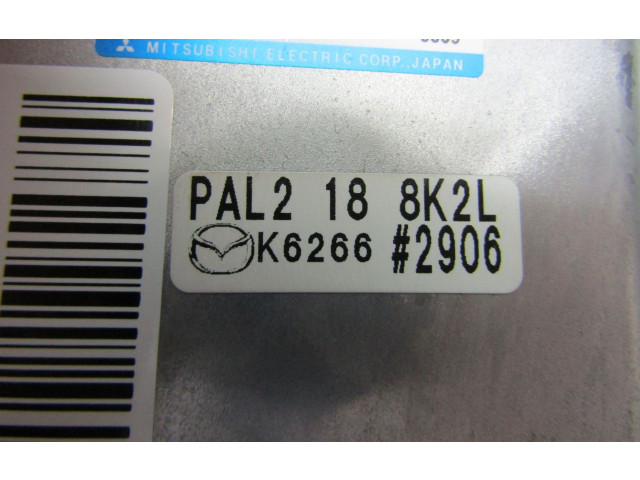 MITSUBISHI ELECTRIC CORP., JAPAN
PAL2 18 8K2L
K6266 #2906